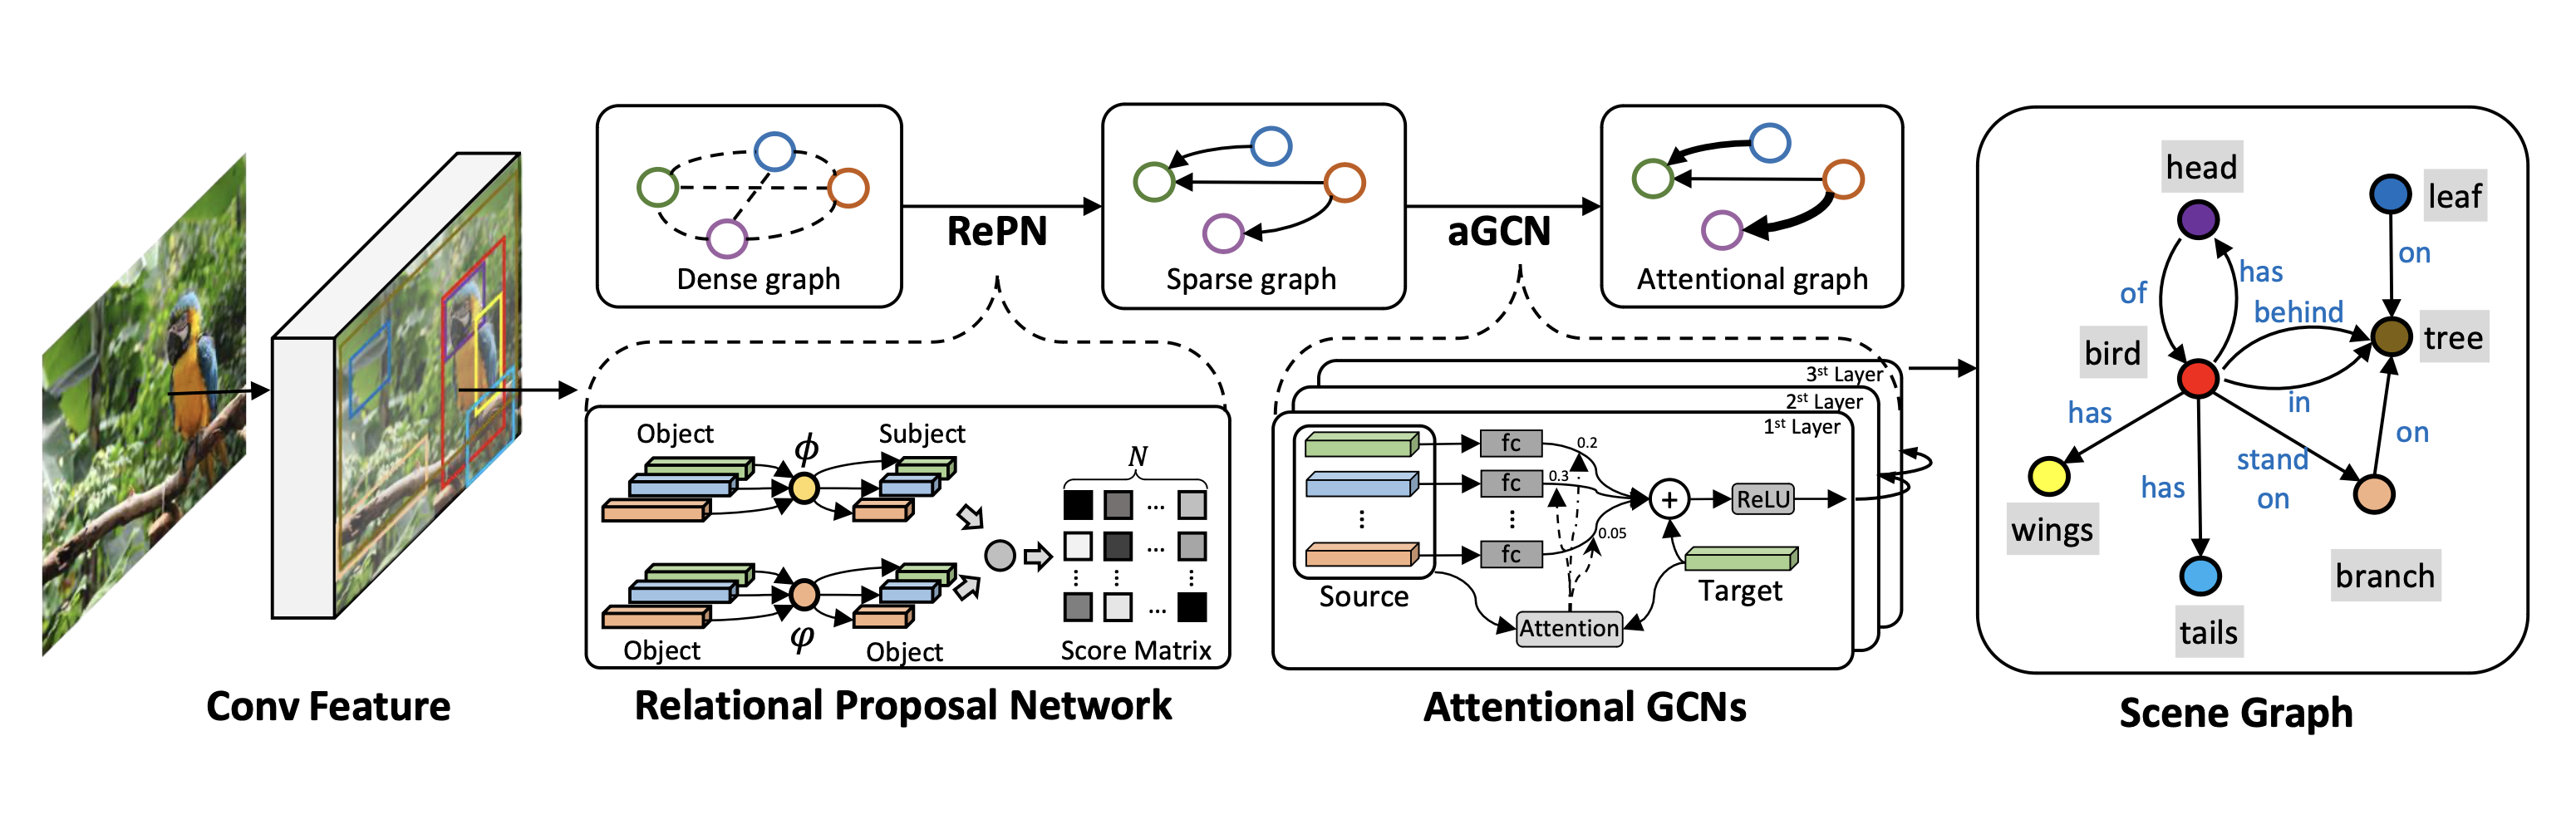 Dense graph
RePN
Sparse graph
aGCN
Attentional graph
Object
ϕ
Subject
Object
φ
Object
N
...
...
...
Score Matrix
3st Layer
2st Layer
1st Layer
fc
0.2
fc
0.3
fc
0.05
+
ReLU
Source
Target
Attention
head
leaf
of
has
on
behind
bird
tree
in
has
on
stand
on
has
wings
branch
tails
Conv Feature
Relational Proposal Network
Attentional GCNs
Scene Graph